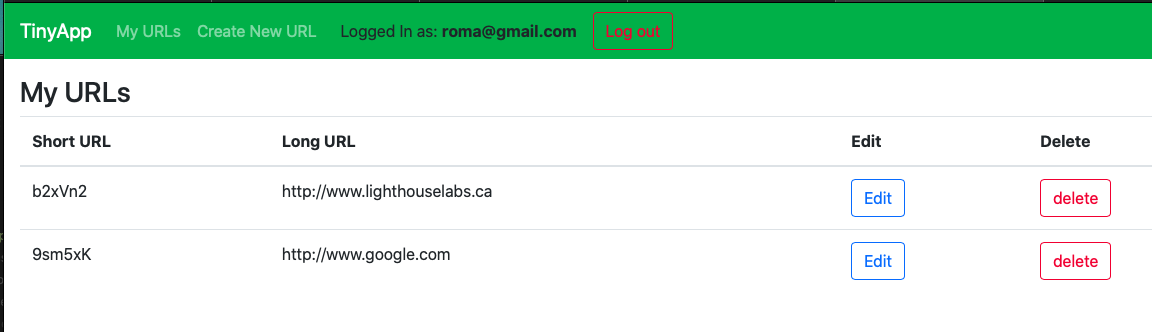 TinyApp My URLs Create New URL Logged In as: roma@gmail.com Log out
My URLs
Short URL Long URL Edit Delete
b2xVn2 http://www.lighthouselabs.ca Edit delete
9sm5xK http://www.google.com Edit delete